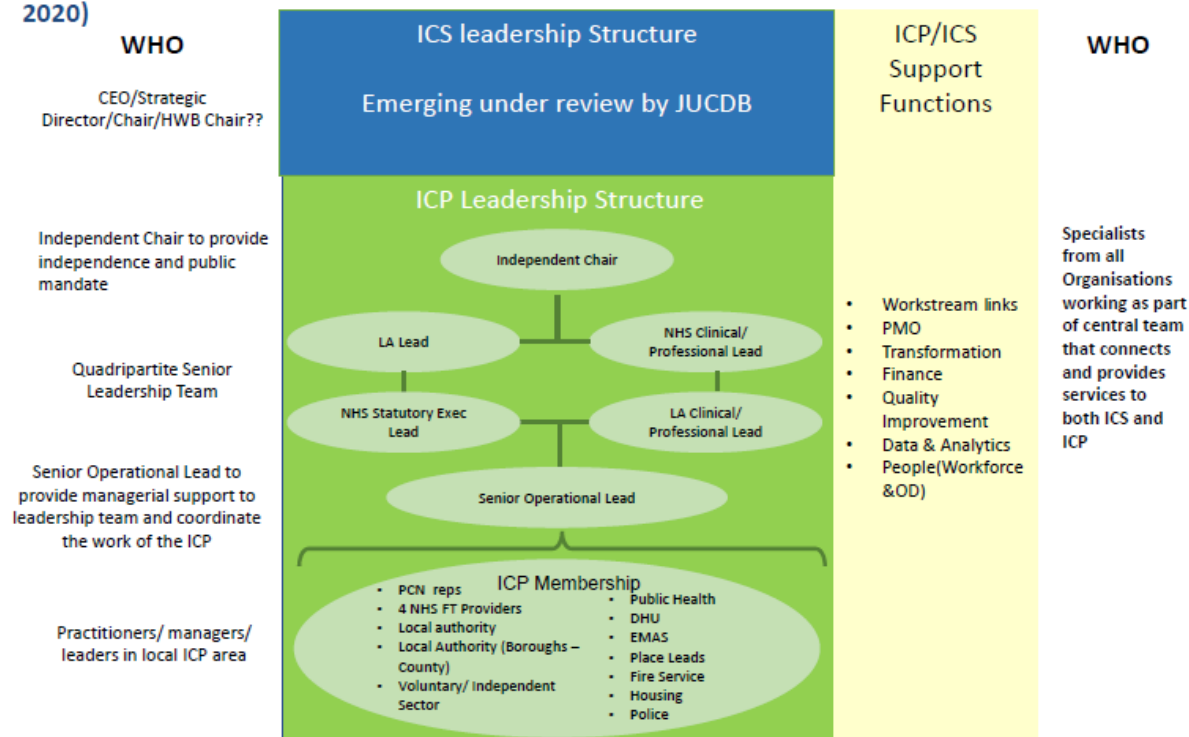 2020)
WHO
CEO/Strategic
Director/Chair/HWB Chair??
Independent Chair to provide
independence and public
mandate
Quadripartite Senior
Leadership Team
Senior Operational Lead to
provide managerial support to
leadership team and coordinate
the work of the ICP
Practitioners/ managers/
leaders in local ICP area
ICS leadership Structure
Emerging under review by JUCDB
ICP Leadership Structure
Independent Chair
LA Lead
NHS Clinical/
Professional Lead
NHS Statutory Exec
Lead
LA Clinical/
Professional Lead
Senior Operational Lead
ICP Membership
• PCN reps
• 4 NHS FT Providers
• Local authority
• Local Authority (Boroughs –
County)
• Voluntary/ Independent
Sector
• Public Health
• DHU
• EMAS
• Place Leads
• Fire Service
• Housing
• Police
ICP/ICS
Support
Functions
• Workstream links
• PMO
• Transformation
• Finance
• Quality
Improvement
• Data & Analytics
• People(Workforce
&OD)
WHO
Specialists
from all
Organisations
working as part
of central team
that connects
and provides
services to
both ICS and
ICP